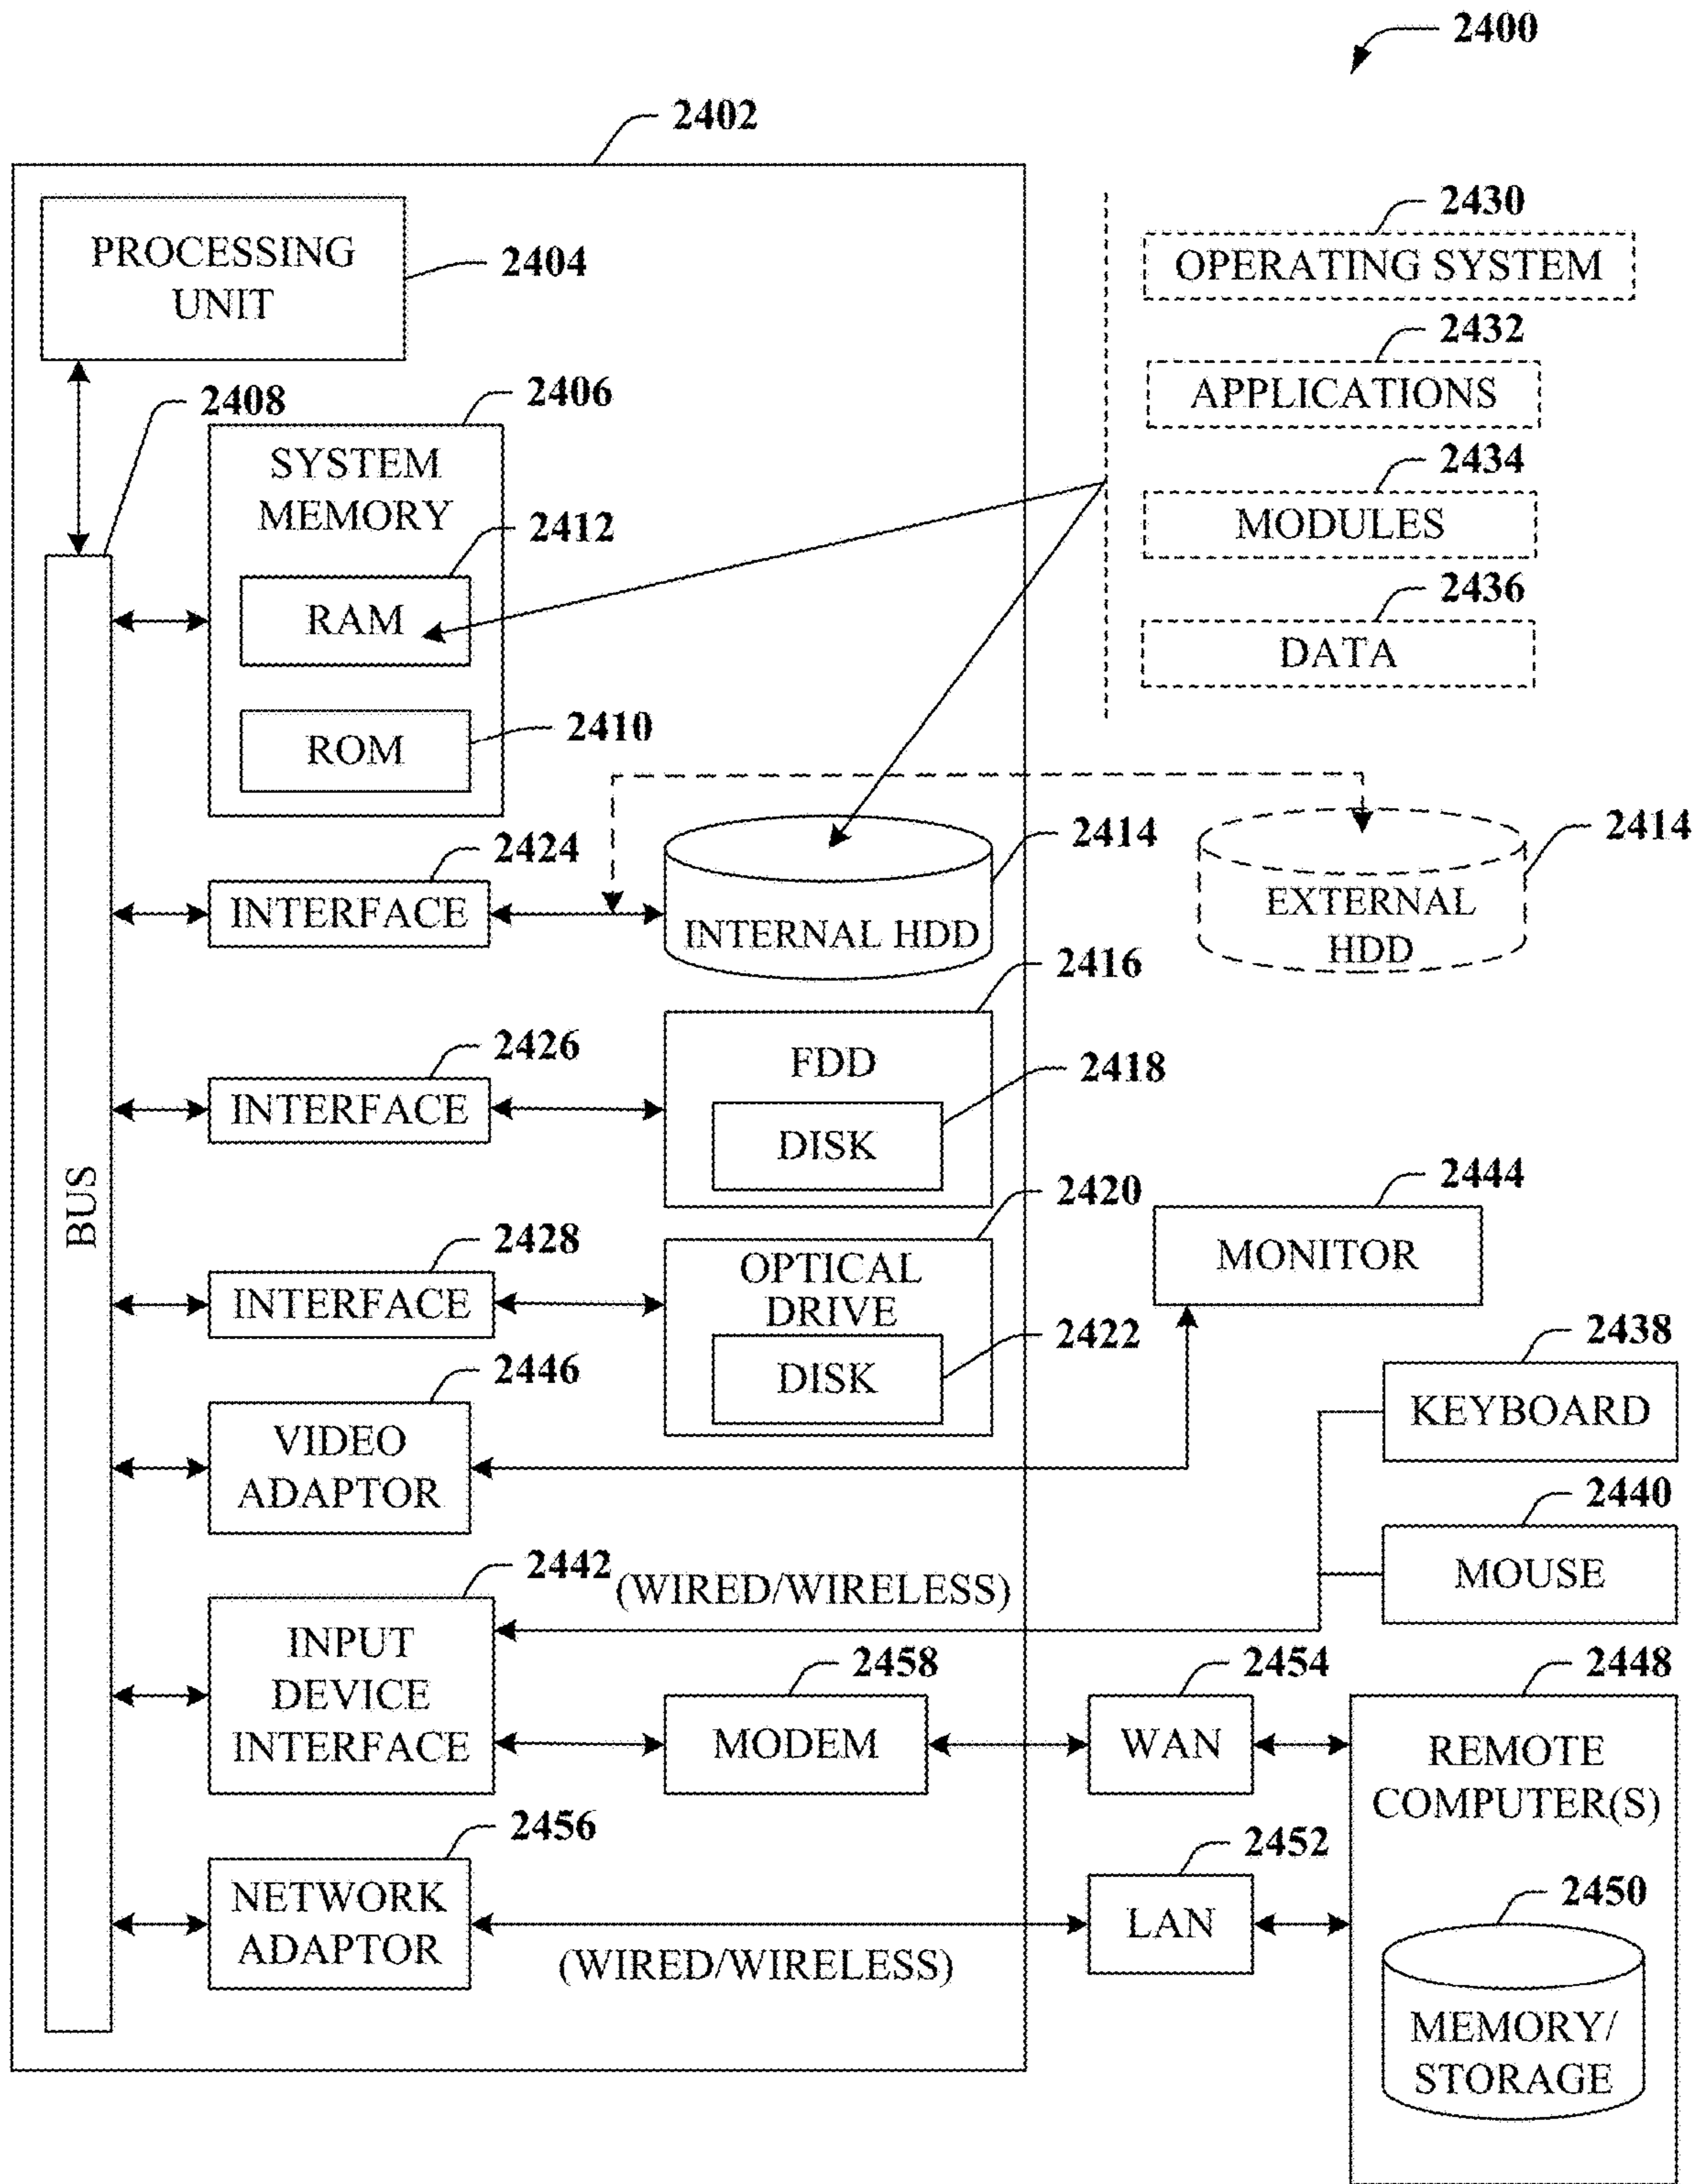 2400
2402
PROCESSING
UNIT
2404
2430
OPERATING SYSTEM
2432
APPLICATIONS
2434
MODULES
2436
DATA
2408
2406
SYSTEM
MEMORY
2412
RAM
2410
ROM
BUS
2424
INTERFACE
2414
INTERNAL HDD
2414
EXTERNAL
HDD
2426
INTERFACE
2416
FDD
2418
DISK
2428
INTERFACE
2420
OPTICAL
DRIVE
2422
DISK
2444
MONITOR
2446
VIDEO
ADAPTOR
2438
KEYBOARD
2440
MOUSE
2442
(WIRED/WIRELESS)
INPUT
DEVICE
INTERFACE
2458
MODEM
2454
WAN
2448
REMOTE
COMPUTER(S)
2456
NETWORK
ADAPTOR
(WIRED/WIRELESS)
2452
LAN
2450
MEMORY/
STORAGE